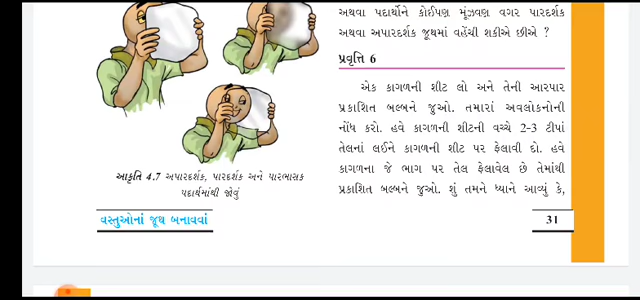 આકૃતિ 4.7 અપારદર્શક, પારદર્શક અને પારભાસક
પદાર્થમાંથી જોવું
વસ્તુઓનાં જૂથ બનાવવાં
અથવા પદાર્થોને કોઈપણ મૂંઝવણ વગર પારદર્શક
અથવા અપારદર્શક જૂથમાં વહેંચી શકીએ છીએ ?
પ્રવૃત્તિ 6
એક કાગળની શીટ લો અને તેની આરપાર
પ્રકાશિત બલ્બને જુઓ. તમારાં અવલોકનોની
નોંધ કરો. હવે કાગળની શીટની વચ્ચે 2-3 ટીપાં
તેલનાં લઈને કાગળની શીટ પર ફેલાવી દો. હવે
કાગળના જે ભાગ પર તેલ ફેલાવેલ છે તેમાંથી
પ્રકાશિત બલ્બને જુઓ. શું તમને ધ્યાને આવ્યું કે,
31